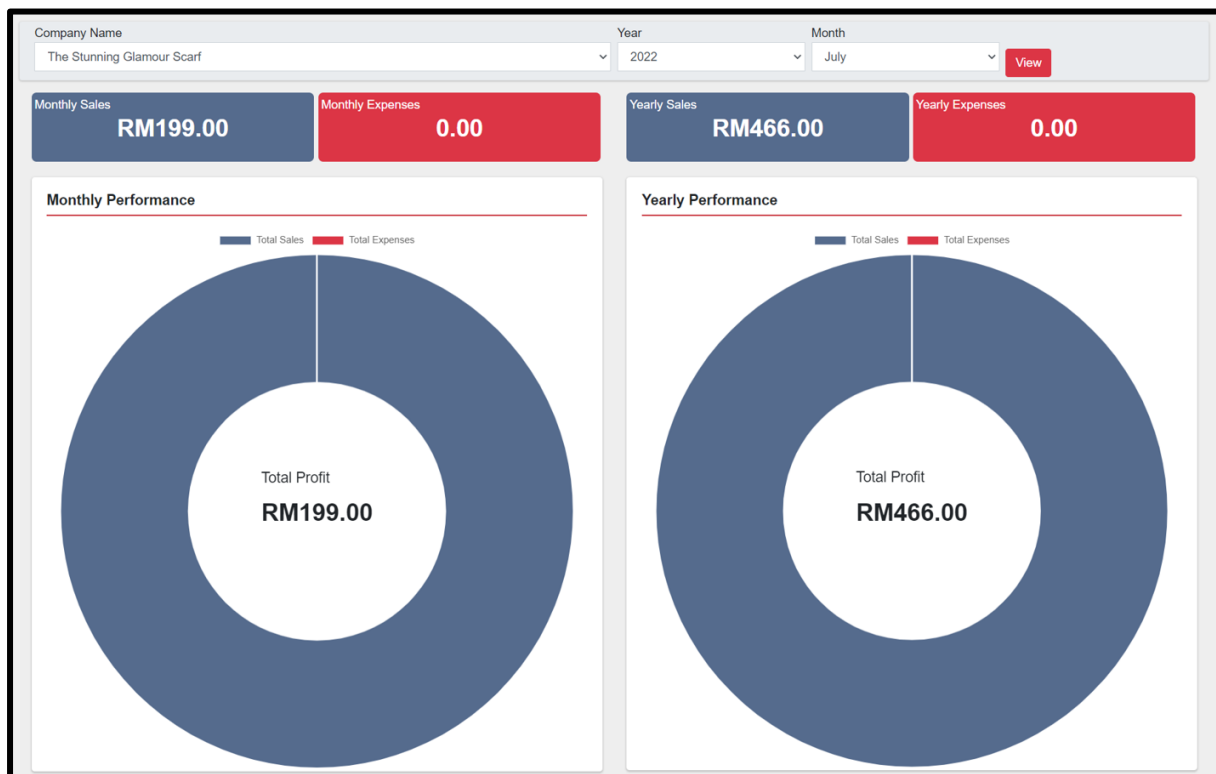 Company Name
Year
Month
The Stunning Glamour Scarf
2022
July
View
Monthly Sales
RM199.00
Monthly Expenses
0.00
Yearly Sales
RM466.00
Yearly Expenses
0.00
Monthly Performance
Total Sales
Total Expenses
Total Profit
RM199.00
Yearly Performance
Total Sales
Total Expenses
Total Profit
RM466.00